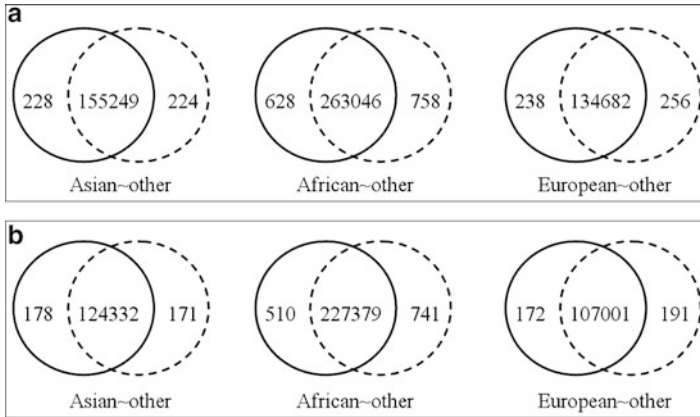 a
228 155249 224 628 263046 758 238 134682 256
Asian~other African~other European~other
b
178 124332 171 510 227379 741 172 107001 191
Asian~other African~other European~other